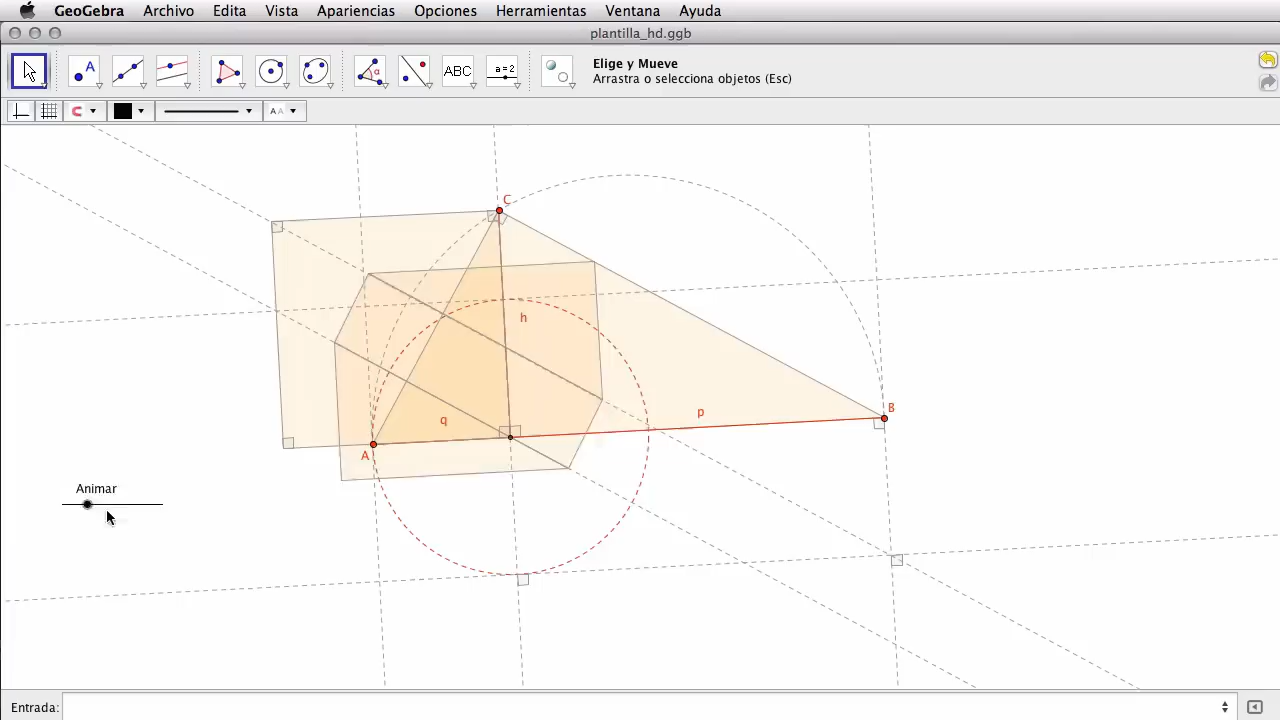 GeoGebra Archivo Edita Vista Apariencias Opciones Herramientas Ventana Ayuda
plantilla_hd.ggb
A
α
ABC
a=2
Elige y Mueve
Arrastra o selecciona objetos (Esc)
A A
C
h
B
p
q
A
Animar
Entrada: